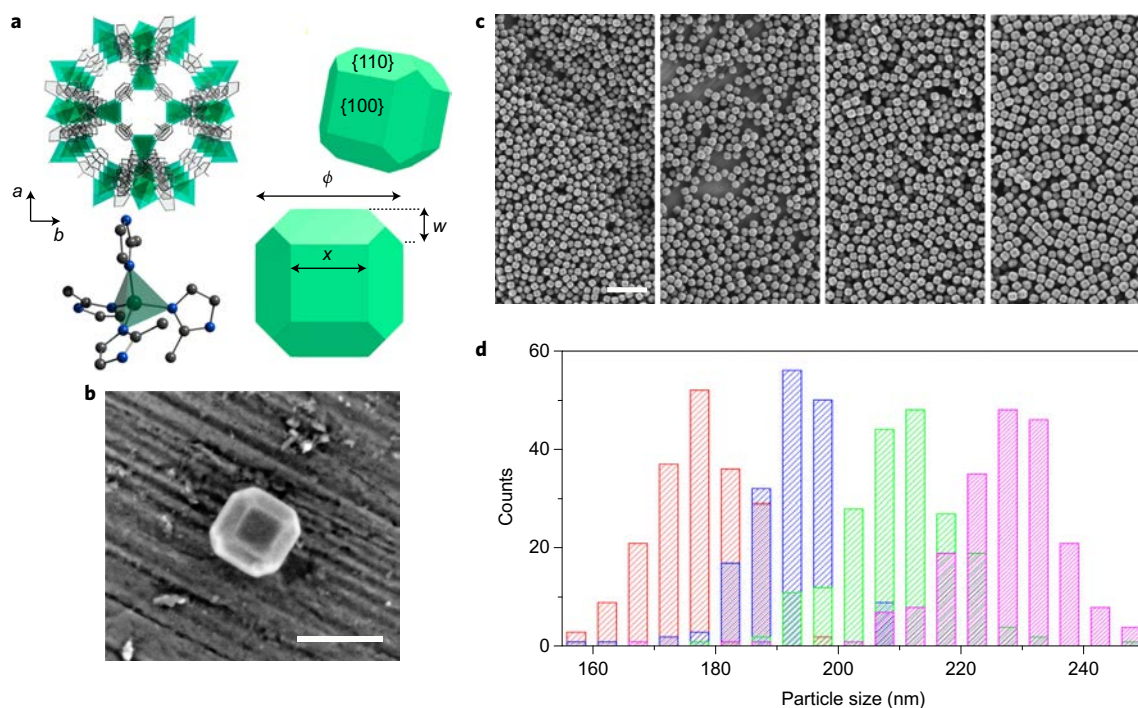 a
{110}
{100}
ϕ
a
b
w
x
b
c
d
60
40
20
0
Counts
160
180
200
220
240
Particle size (nm)